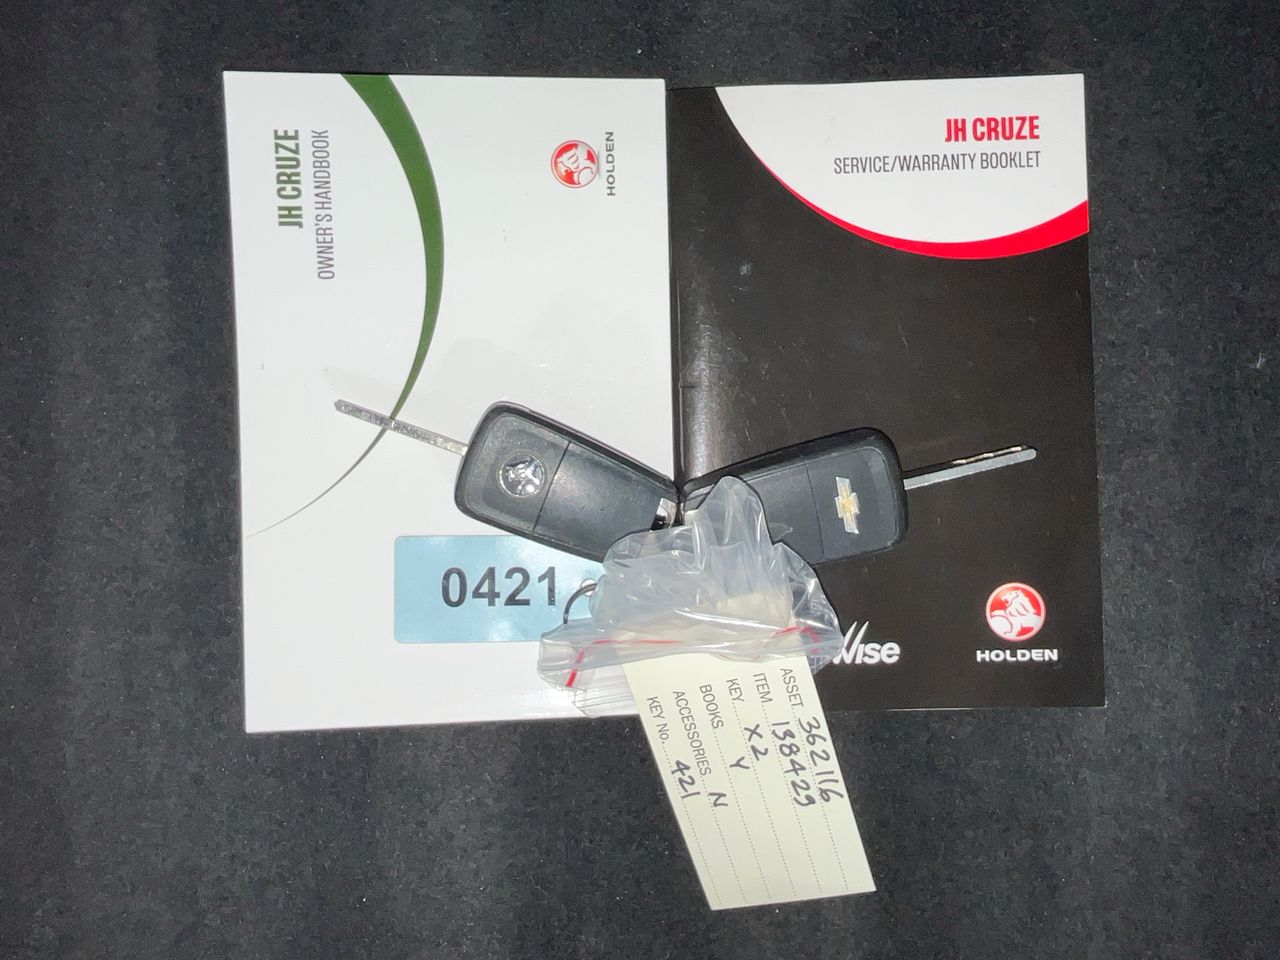 JH CRUZE
OWNER'S HANDBOOK
HOLDEN
JH CRUZE
SERVICE/WARRANTY BOOKLET
0421
Wise
HOLDEN
ASSET 362116
ITEM 138429
KEY X2
BOOKS Y
ACCESSORIES N
KEY No. 421